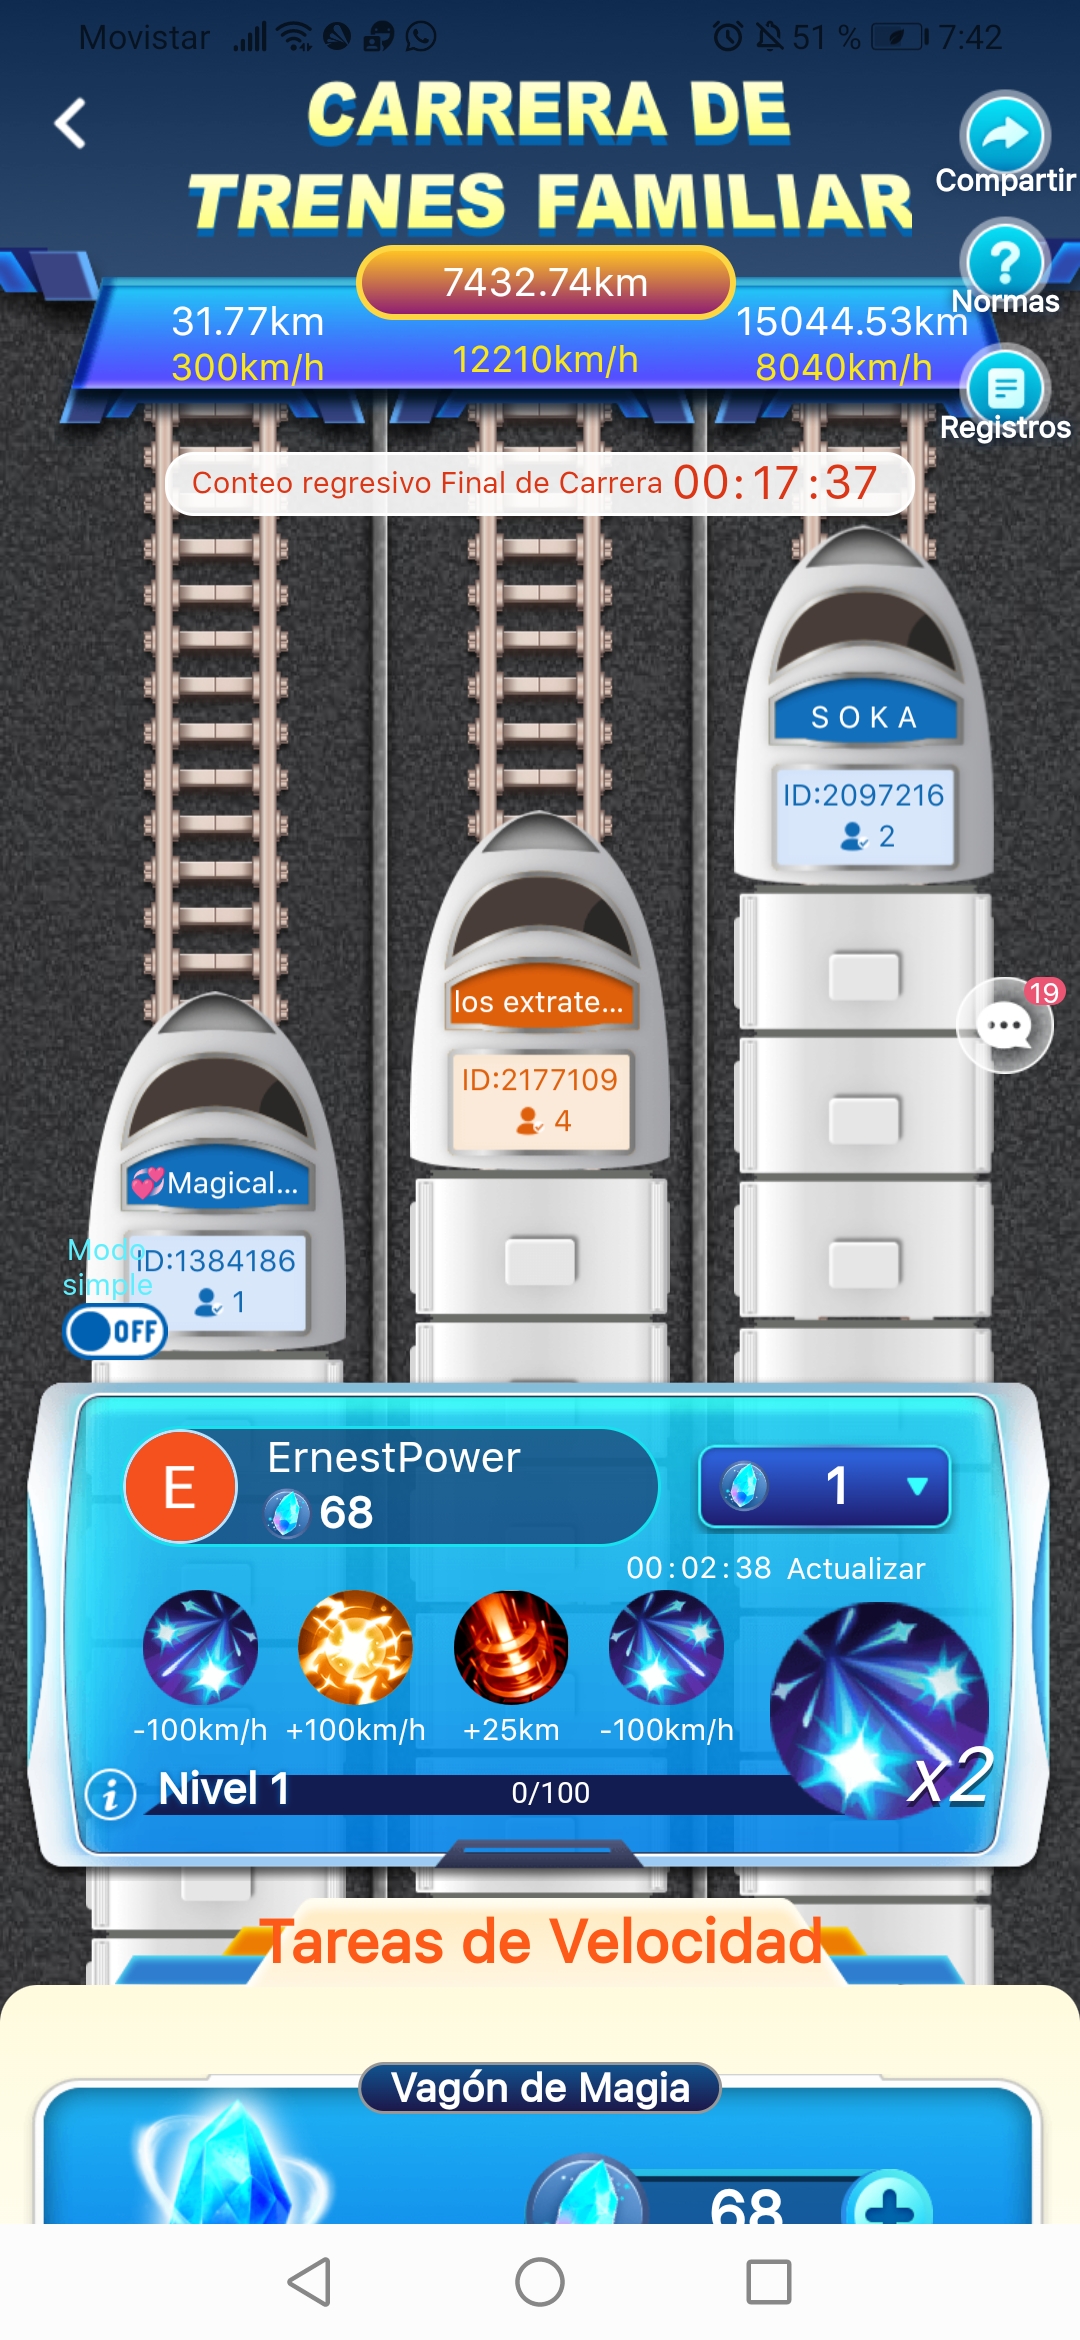 Movistar
51 %
7:42
CARRERA DE
TRENES FAMILIAR
Compartir
Normas
Registros
7432.74km
31.77km
15044.53km
300km/h
12210km/h
8040km/h
Conteo regresivo Final de Carrera 00:17:37
S O K A
ID:2097216
2
los extrate...
ID:2177109
4
19
💞Magical...
ID:1384186
1
Modo
simple
OFF
E
ErnestPower
68
1
00:02:38 Actualizar
-100km/h +100km/h +25km -100km/h
x2
Nivel 1
0/100
Tareas de Velocidad
Vagón de Magia
68